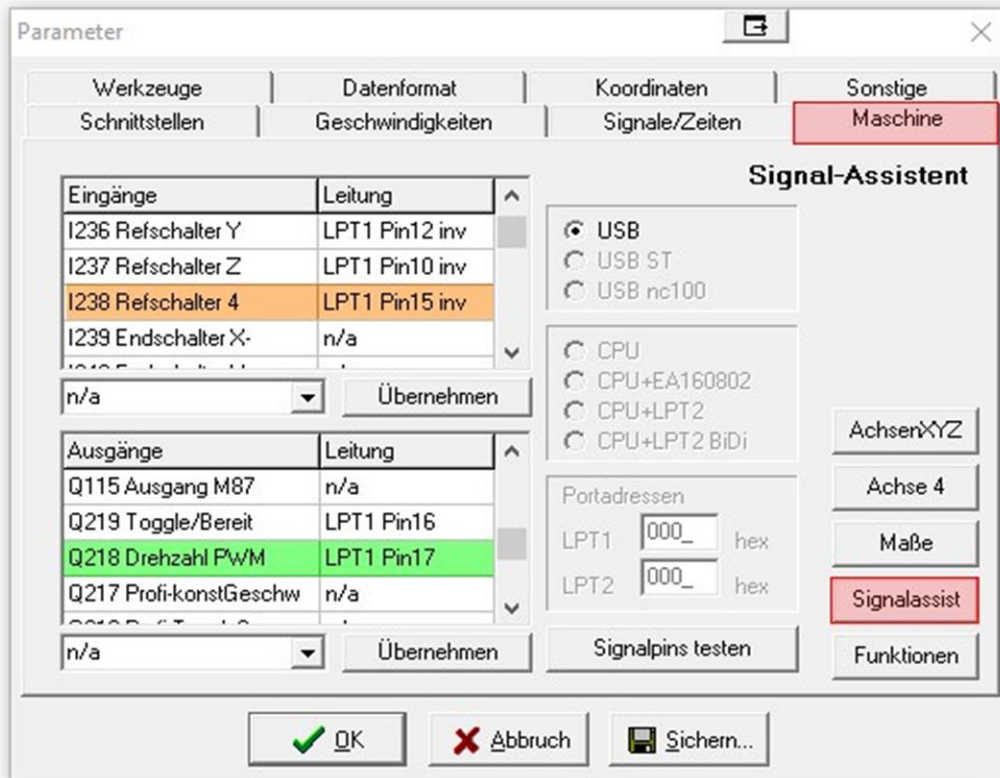 Parameter
Werkzeuge Datenformat Koordinaten Sonstige
Schnittstellen Geschwindigkeiten Signale/Zeiten Maschine
Signal-Assistent
Eingänge Leitung
I236 Refschalter Y LPT1 Pin12 inv
I237 Refschalter Z LPT1 Pin10 inv
I238 Refschalter 4 LPT1 Pin15 inv
I239 Endschalter X- n/a
n/a Übernehmen
Ausgänge Leitung
Q115 Ausgang M87 n/a
Q219 Toggle/Bereit LPT1 Pin16
Q218 Drehzahl PWM LPT1 Pin17
Q217 Profi-konstGeschw n/a
n/a Übernehmen
USB
USB ST
USB nc100
CPU
CPU+EA160802
CPU+LPT2
CPU+LPT2 BiDi
Portadressen
LPT1 000_ hex
LPT2 000_ hex
Signalpins testen
AchsenXYZ
Achse 4
Maße
Signalassist
Funktionen
OK Abbruch Sichern...